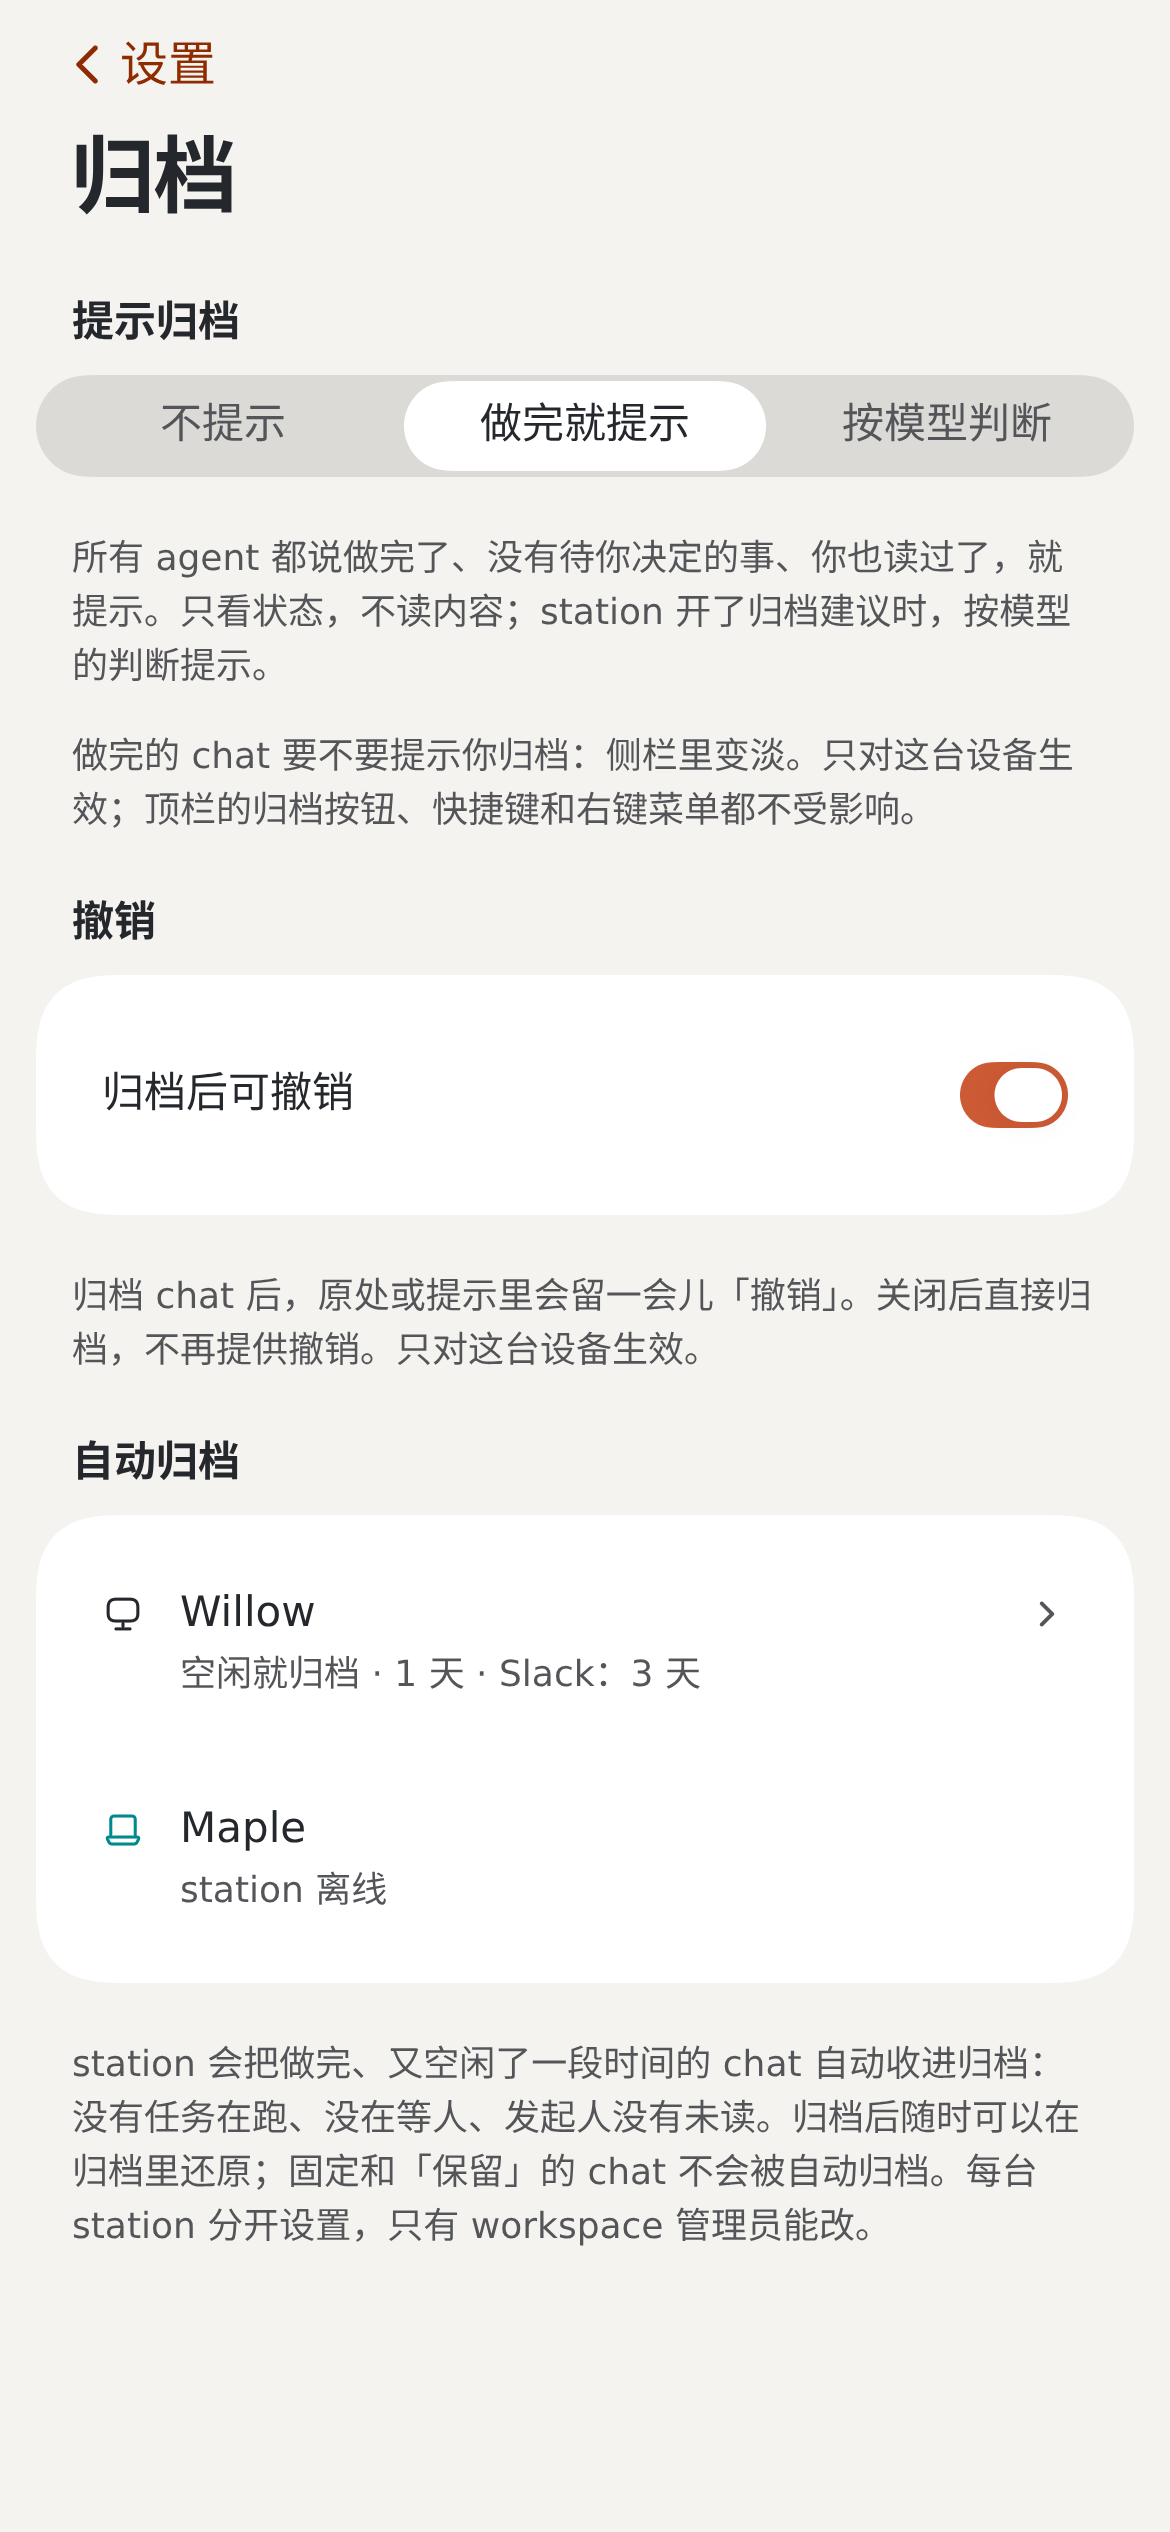 设置
归档
提示归档
不提示
做完就提示
按模型判断
所有 agent 都说做完了、没有待你决定的事、你也读过了，就
提示。只看状态，不读内容；station 开了归档建议时，按模型
的判断提示。
做完的 chat 要不要提示你归档：侧栏里变淡。只对这台设备生
效；顶栏的归档按钮、快捷键和右键菜单都不受影响。
撤销
归档后可撤销
归档 chat 后，原处或提示里会留一会儿「撤销」。关闭后直接归
档，不再提供撤销。只对这台设备生效。
自动归档
Willow
空闲就归档 · 1 天 · Slack：3 天
Maple
station 离线
station 会把做完、又空闲了一段时间的 chat 自动收进归档：
没有任务在跑、没在等人、发起人没有未读。归档后随时可以在
归档里还原；固定和「保留」的 chat 不会被自动归档。每台
station 分开设置，只有 workspace 管理员能改。